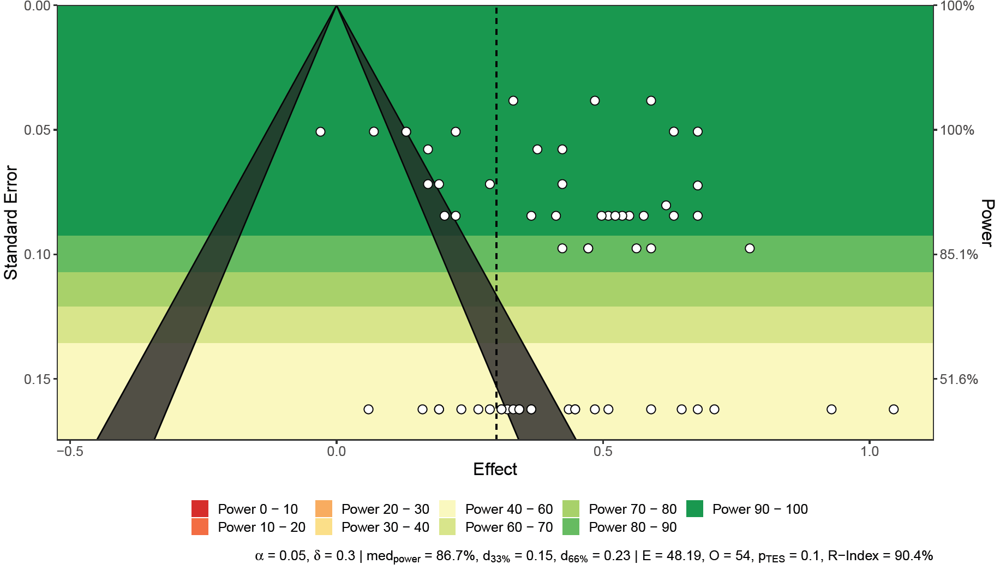 0.00
100%
0.05
100%
Standard Error
Power
0.10
85.1%
0.15
51.6%
−0.5
0.0
0.5
1.0
Effect
Power 0 − 10
Power 20 − 30
Power 40 − 60
Power 70 − 80
Power 90 − 100
Power 10 − 20
Power 30 − 40
Power 60 − 70
Power 80 − 90
α = 0.05, δ = 0.3 | medpower = 86.7%, d33% = 0.15, d66% = 0.23 | E = 48.19, O = 54, pTES = 0.1, R−Index = 90.4%